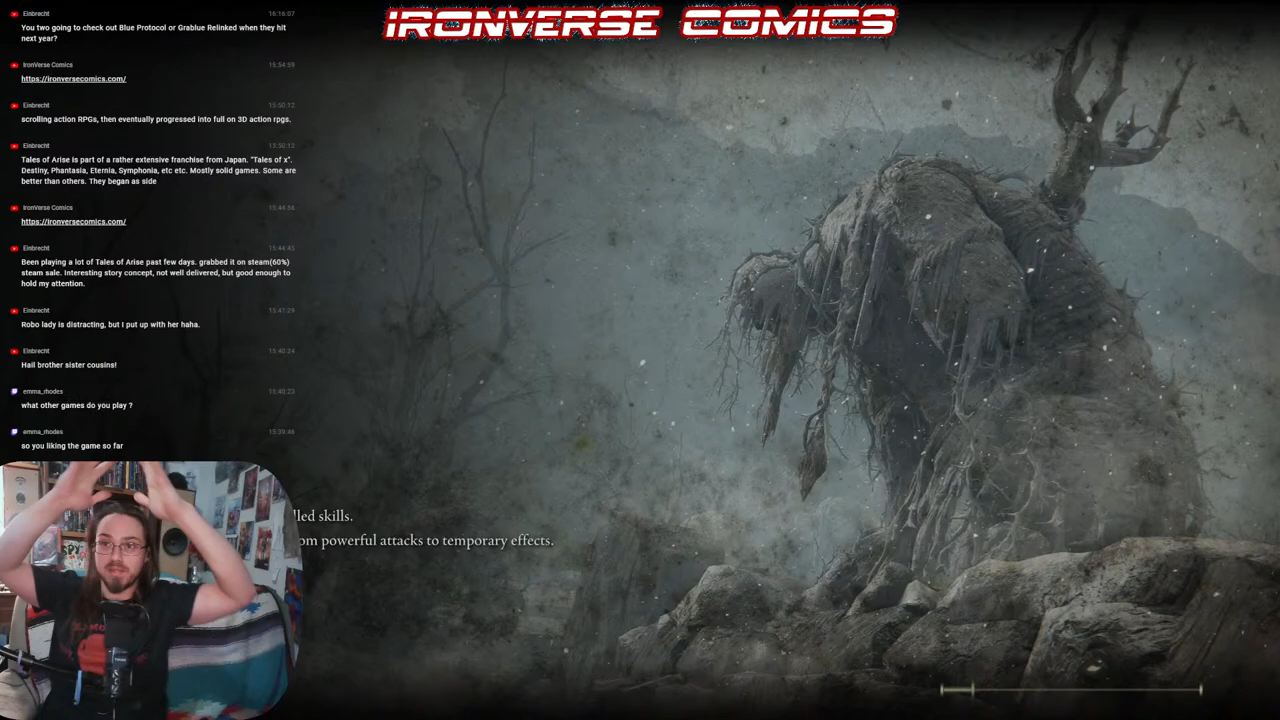 IRONVERSE COMICS
Einbrecht 16:16:07
You two going to check out Blue Protocol or Grablue Relinked when they hit
next year?
IronVerse Comics 15:54:59
https://ironversecomics.com/
Einbrecht 15:50:12
scrolling action RPGs, then eventually progressed into full on 3D action rpgs.
Einbrecht 15:50:12
Tales of Arise is part of a rather extensive franchise from Japan. "Tales of x".
Destiny, Phantasia, Eternia, Symphonia, etc etc. Mostly solid games. Some are
better than others. They began as side
IronVerse Comics 15:44:56
https://ironversecomics.com/
Einbrecht 15:44:45
Been playing a lot of Tales of Arise past few days. grabbed it on steam(60%)
steam sale. Interesting story concept, not well delivered, but good enough to
hold my attention.
Einbrecht 15:41:29
Robo lady is distracting, but I put up with her haha.
Einbrecht 15:40:24
Hail brother sister cousins!
emma_rhodes 15:40:23
what other games do you play ?
emma_rhodes 15:39:46
so you liking the game so far
lled skills.
om powerful attacks to temporary effects.